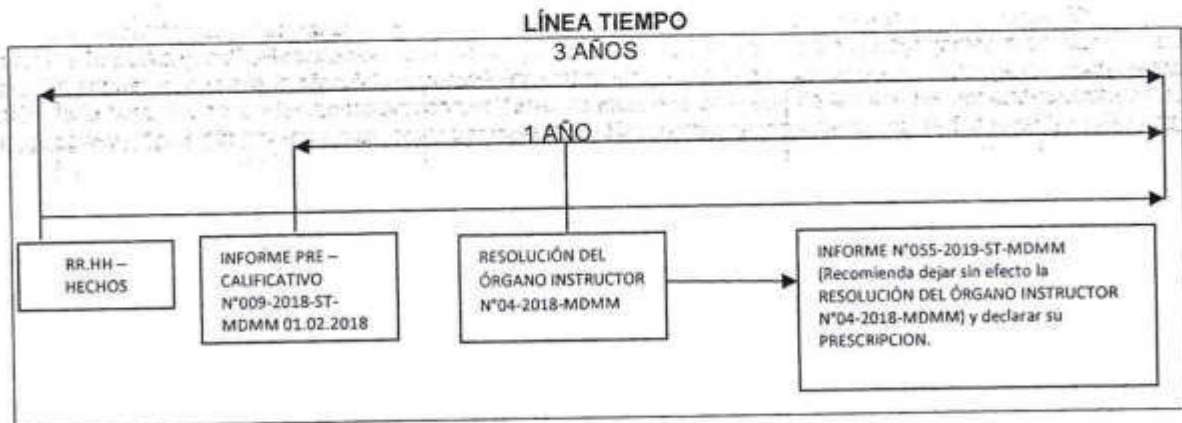 LÍNEA TIEMPO
3 AÑOS
1 AÑO
RR.HH –
HECHOS
INFORME PRE –
CALIFICATIVO
N°009-2018-ST-
MDMM 01.02.2018
RESOLUCIÓN DEL
ÓRGANO INSTRUCTOR
N°04-2018-MDMM
INFORME N°055-2019-ST-MDMM
(Recomienda dejar sin efecto la
RESOLUCIÓN DEL ÓRGANO INSTRUCTOR
N°04-2018-MDMM) y declarar su
PRESCRIPCION.